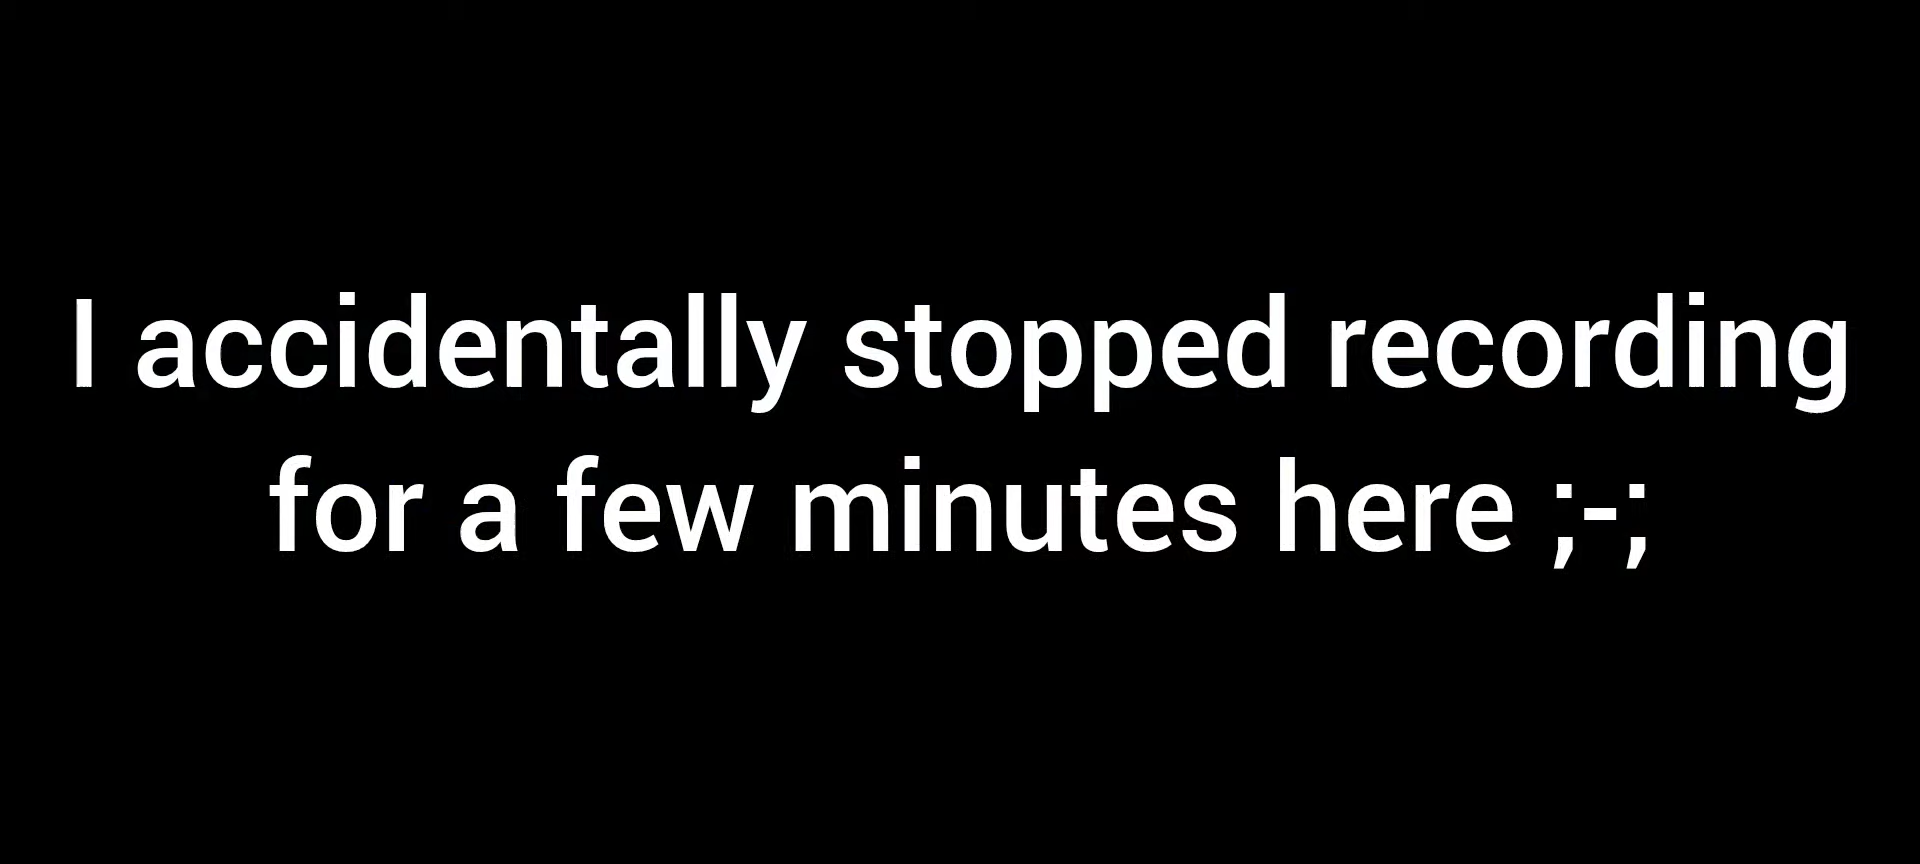 I accidentally stopped recording
for a few minutes here ;-;